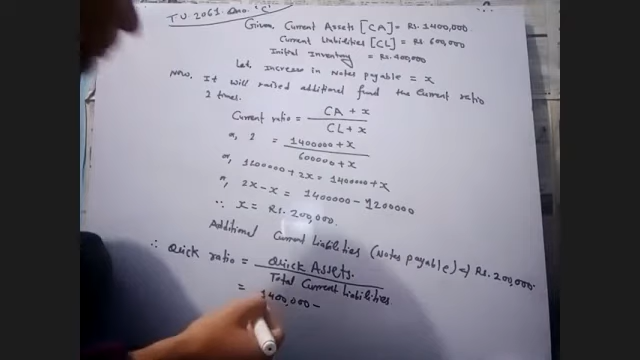 T.U. 2061. Q.no. 'C'
Given, Current Assets [CA] = Rs. 1400,000
Current Liabilities [CL] = Rs 600,000
Initial Inventory = Rs. 400,000
Let, Increase in Notes payable = x
Now, It will raised additional fund the current ratio
2 times.
Current ratio = CA + x / CL + x
or, 2 = 1400000 + x / 600000 + x
or, 1200000 + 2x = 1400000 + x
or, 2x - x = 1400000 - 1200000
∴ x = Rs. 200,000.
Additional Current Liabilities (Notes payable) => Rs. 200,000.
∴ Quick ratio = Quick Assets. / Total Current Liabilities.
= 1400,000 -